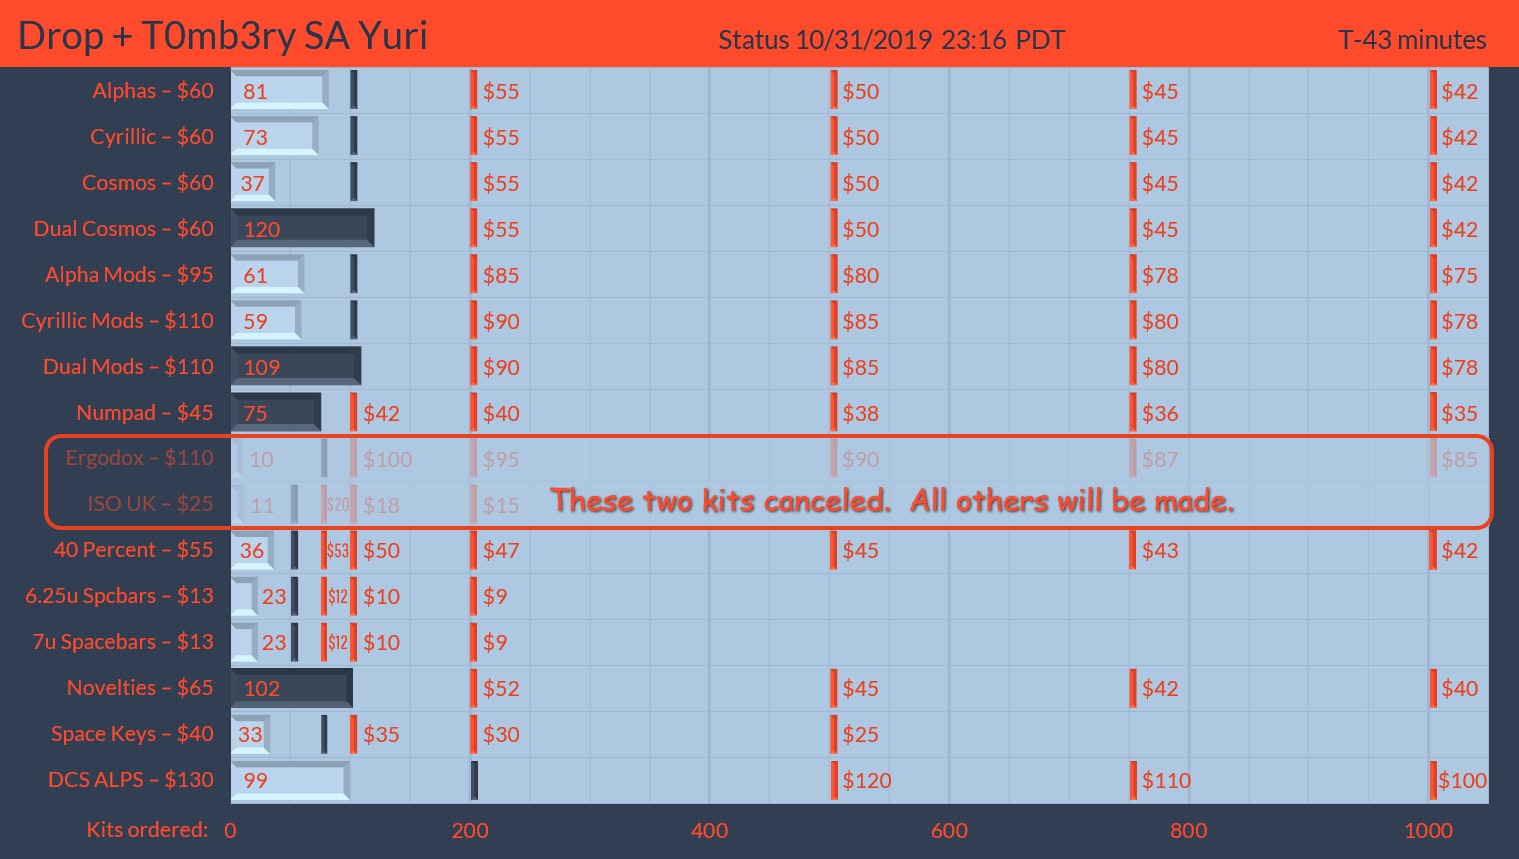 Drop + T0mb3ry SA Yuri Status 10/31/2019 23:16 PDT T-43 minutes
Alphas – $60 81 $55 $50 $45 $42
Cyrillic – $60 73 $55 $50 $45 $42
Cosmos – $60 37 $55 $50 $45 $42
Dual Cosmos – $60 120 $55 $50 $45 $42
Alpha Mods – $95 61 $85 $80 $78 $75
Cyrillic Mods – $110 59 $90 $85 $80 $78
Dual Mods – $110 109 $90 $85 $80 $78
Numpad – $45 75 $42 $40 $38 $36 $35
Ergodox – $110 10 $100 $95 $90 $87 $85
ISO UK – $25 11 $20 $18 $15 These two kits canceled. All others will be made.
40 Percent – $55 36 $53 $50 $47 $45 $43 $42
6.25u Spcbars – $13 23 $12 $10 $9
7u Spacebars – $13 23 $12 $10 $9
Novelties – $65 102 $52 $45 $42 $40
Space Keys – $40 33 $35 $30 $25
DCS ALPS – $130 99 $120 $110 $100
Kits ordered: 0 200 400 600 800 1000